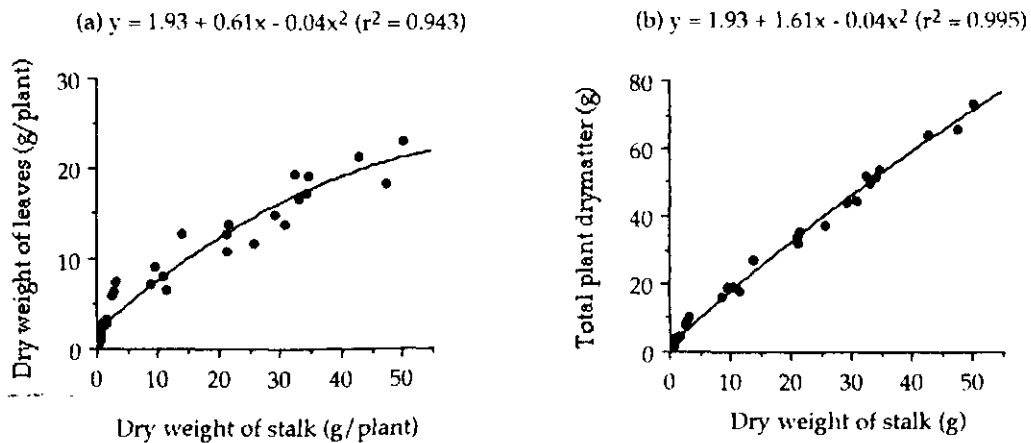 (a) y = 1.93 + 0.61x - 0.04x² (r² = 0.943)
Dry weight of leaves (g/plant)
30
20
10
0
0 10 20 30 40 50
Dry weight of stalk (g/plant)
(b) y = 1.93 + 1.61x - 0.04x² (r² = 0.995)
Total plant drymatter (g)
80
60
40
20
0
0 10 20 30 40 50
Dry weight of stalk (g)